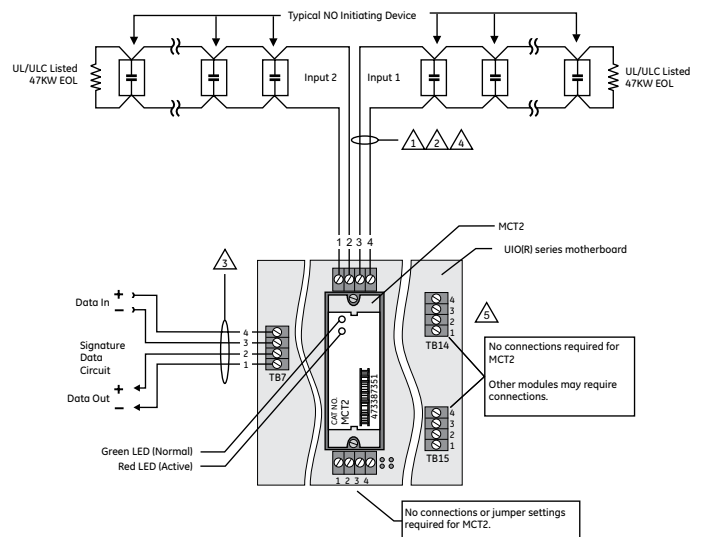 Typical NO Initiating Device
UL/ULC Listed
47KW EOL
Input 2
Input 1
UL/ULC Listed
47KW EOL
1
2
4
MCT2
UIO(R) series motherboard
1 2 3 4
3
Data In
+
−
Signature
Data
Circuit
Data Out
+
−
4
3
2
1
TB7
CAT NO.
MCT2
473387351
4
3
2
1
TB14
5
No connections required for
MCT2
Other modules may require
connections.
4
3
2
1
TB15
Green LED (Normal)
Red LED (Active)
1 2 3 4
No connections or jumper settings
required for MCT2.